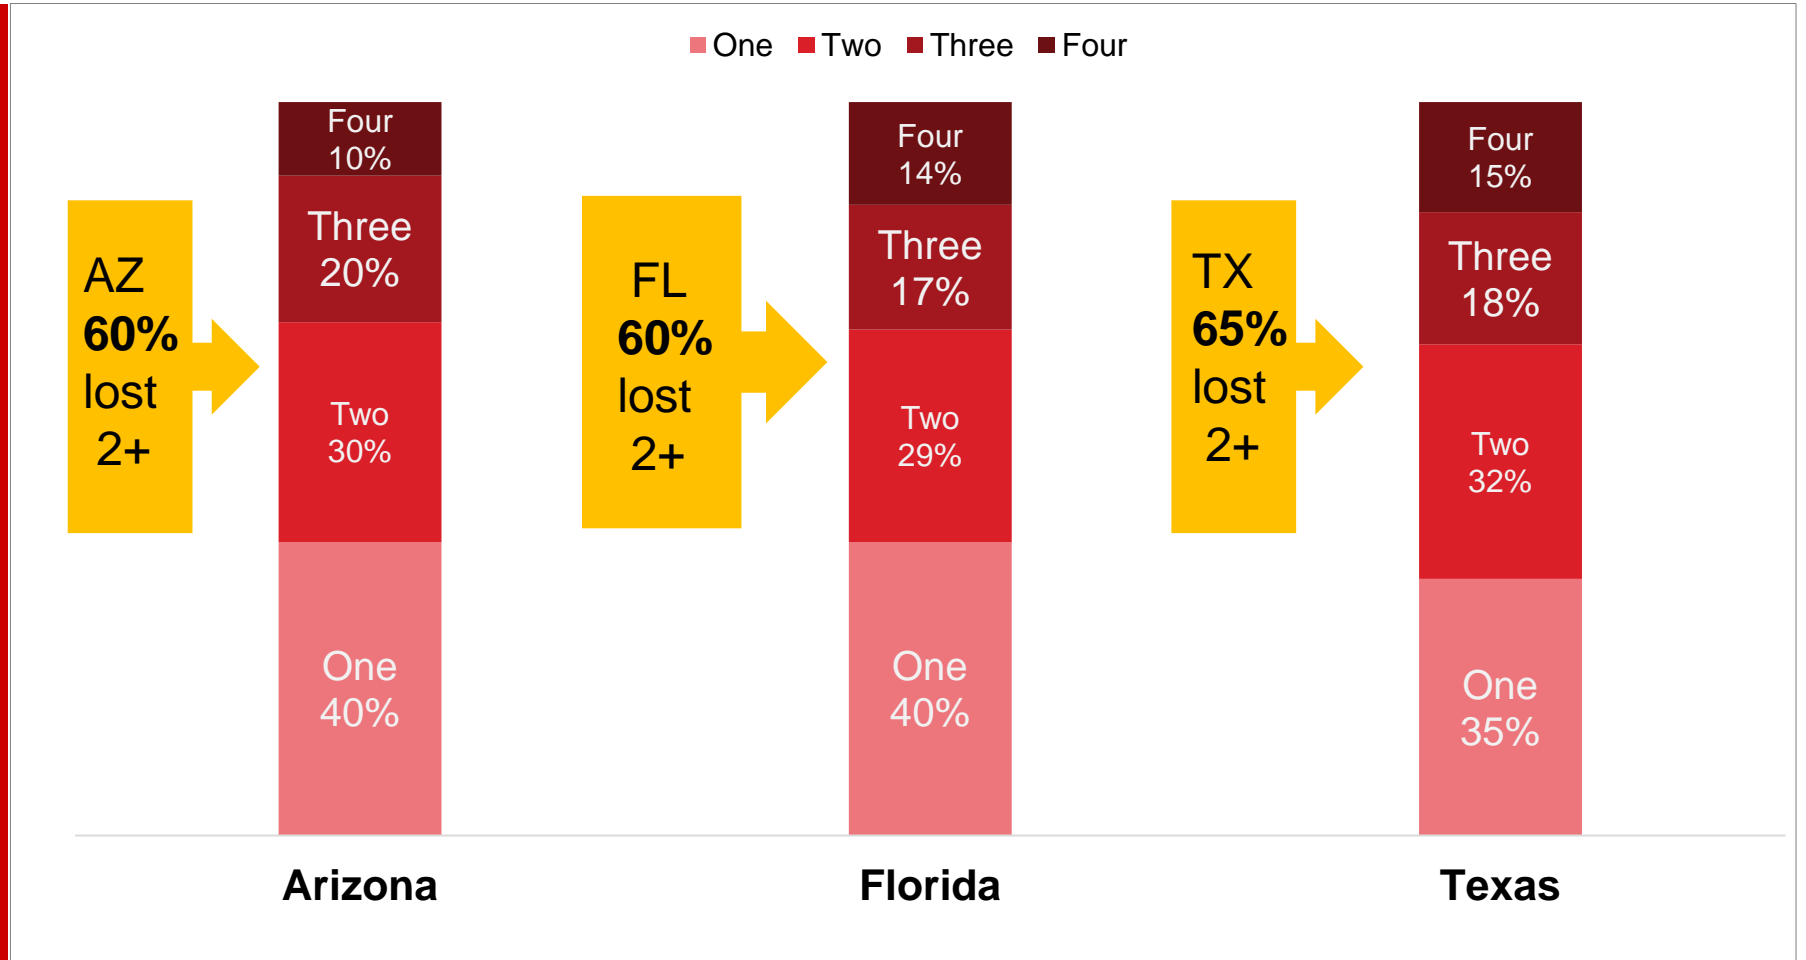 One Two Three Four
AZ
60%
lost
2+
Four
10%
Three
20%
Two
30%
One
40%
FL
60%
lost
2+
Four
14%
Three
17%
Two
29%
One
40%
TX
65%
lost
2+
Four
15%
Three
18%
Two
32%
One
35%
Arizona
Florida
Texas